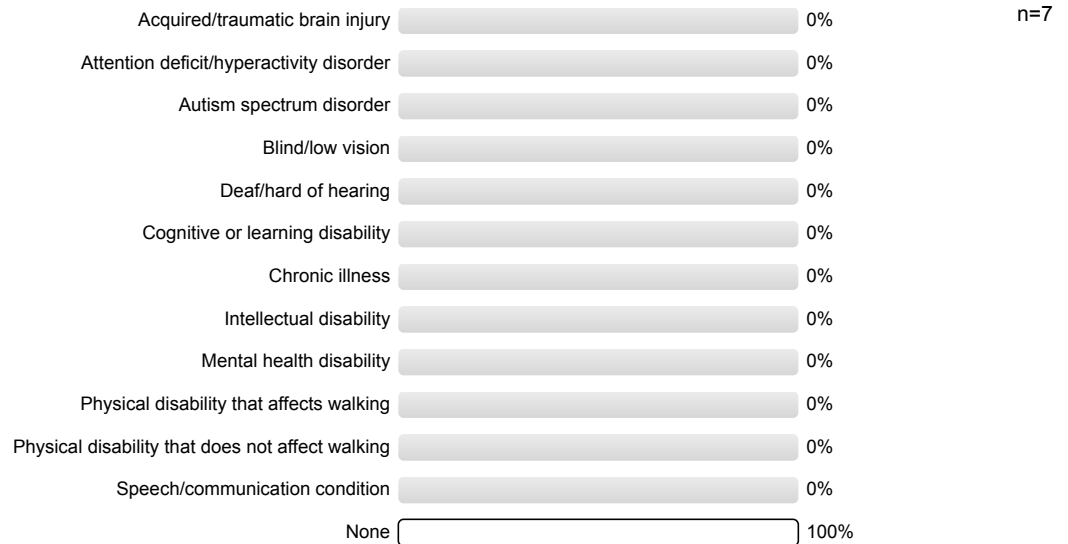 Acquired/traumatic brain injury 0% n=7
Attention deficit/hyperactivity disorder 0%
Autism spectrum disorder 0%
Blind/low vision 0%
Deaf/hard of hearing 0%
Cognitive or learning disability 0%
Chronic illness 0%
Intellectual disability 0%
Mental health disability 0%
Physical disability that affects walking 0%
Physical disability that does not affect walking 0%
Speech/communication condition 0%
None 100%